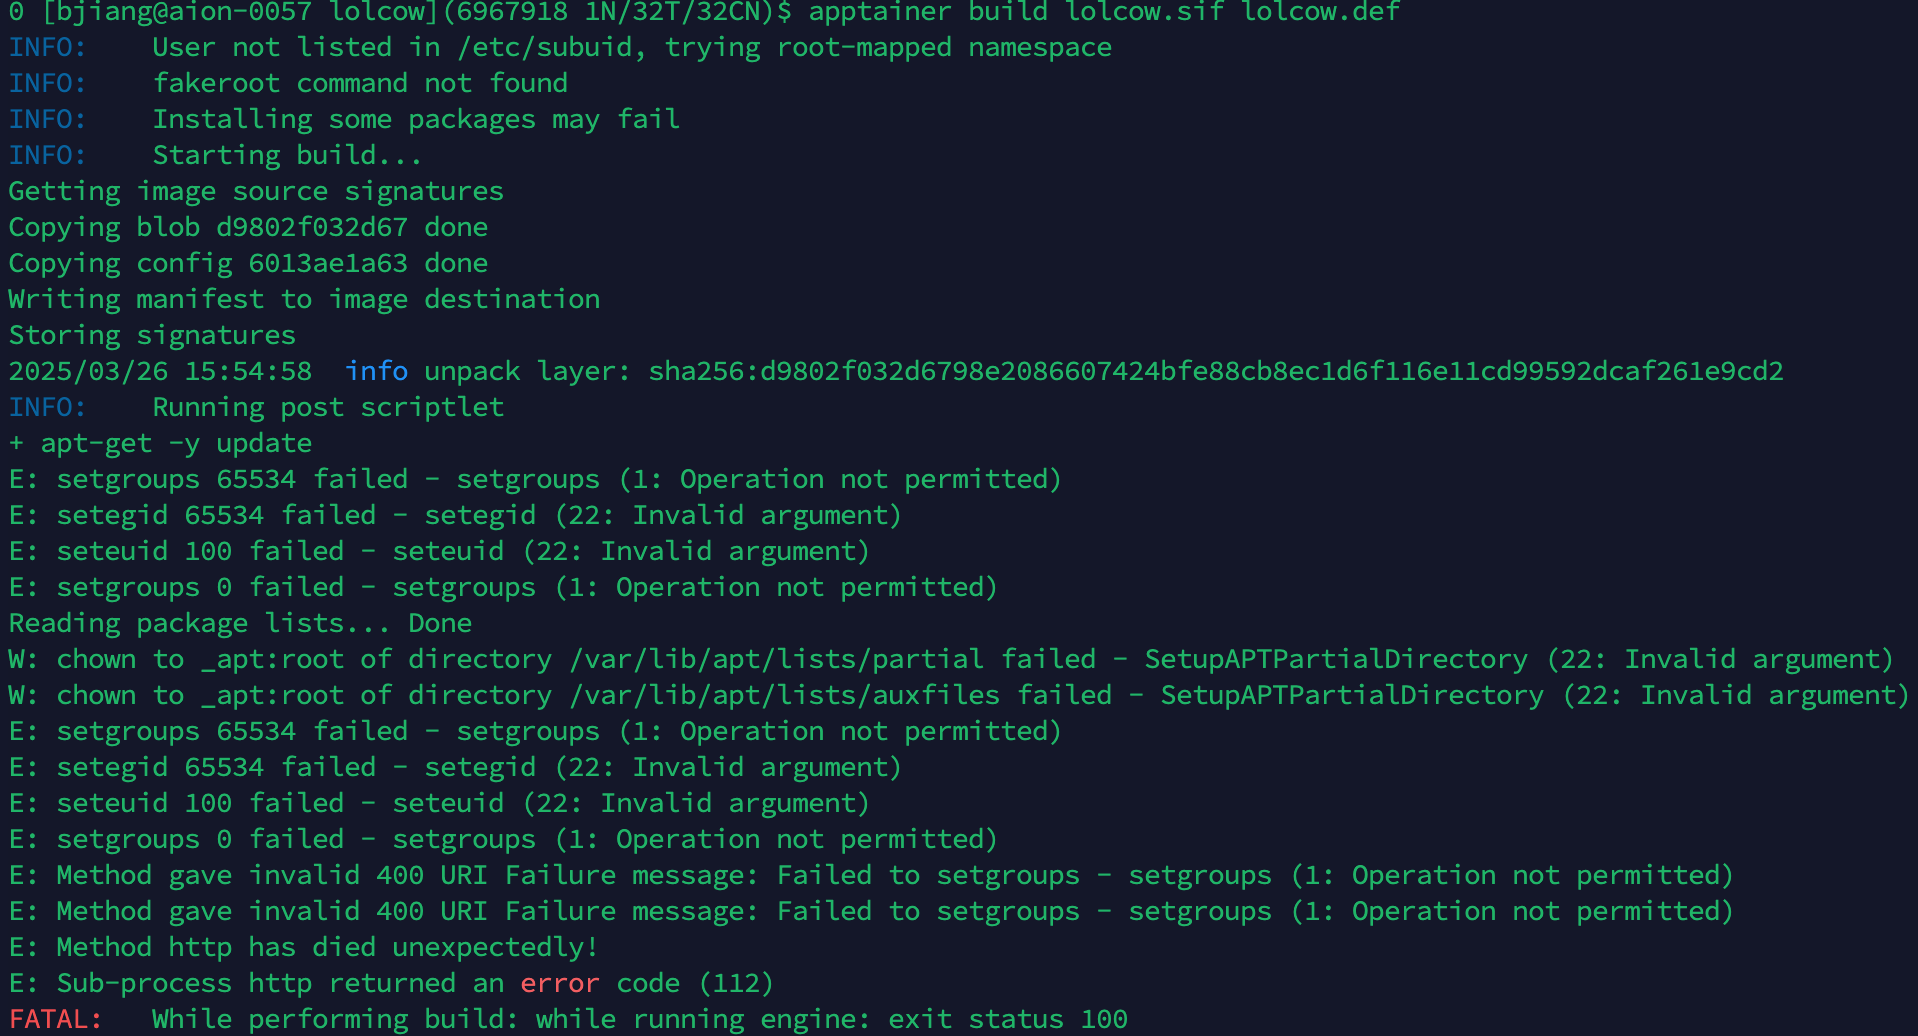 0 [bjiang@aion-0057 lolcow](6967918 1N/32T/32CN)$ apptainer build lolcow.sif lolcow.def
INFO:    User not listed in /etc/subuid, trying root-mapped namespace
INFO:    fakeroot command not found
INFO:    Installing some packages may fail
INFO:    Starting build...
Getting image source signatures
Copying blob d9802f032d67 done
Copying config 6013ae1a63 done
Writing manifest to image destination
Storing signatures
2025/03/26 15:54:58  info unpack layer: sha256:d9802f032d6798e2086607424bfe88cb8ec1d6f116e11cd99592dcaf261e9cd2
INFO:    Running post scriptlet
+ apt-get -y update
E: setgroups 65534 failed - setgroups (1: Operation not permitted)
E: setegid 65534 failed - setegid (22: Invalid argument)
E: seteuid 100 failed - seteuid (22: Invalid argument)
E: setgroups 0 failed - setgroups (1: Operation not permitted)
Reading package lists... Done
W: chown to _apt:root of directory /var/lib/apt/lists/partial failed - SetupAPTPartialDirectory (22: Invalid argument)
W: chown to _apt:root of directory /var/lib/apt/lists/auxfiles failed - SetupAPTPartialDirectory (22: Invalid argument)
E: setgroups 65534 failed - setgroups (1: Operation not permitted)
E: setegid 65534 failed - setegid (22: Invalid argument)
E: seteuid 100 failed - seteuid (22: Invalid argument)
E: setgroups 0 failed - setgroups (1: Operation not permitted)
E: Method gave invalid 400 URI Failure message: Failed to setgroups - setgroups (1: Operation not permitted)
E: Method gave invalid 400 URI Failure message: Failed to setgroups - setgroups (1: Operation not permitted)
E: Method http has died unexpectedly!
E: Sub-process http returned an error code (112)
FATAL:   While performing build: while running engine: exit status 100